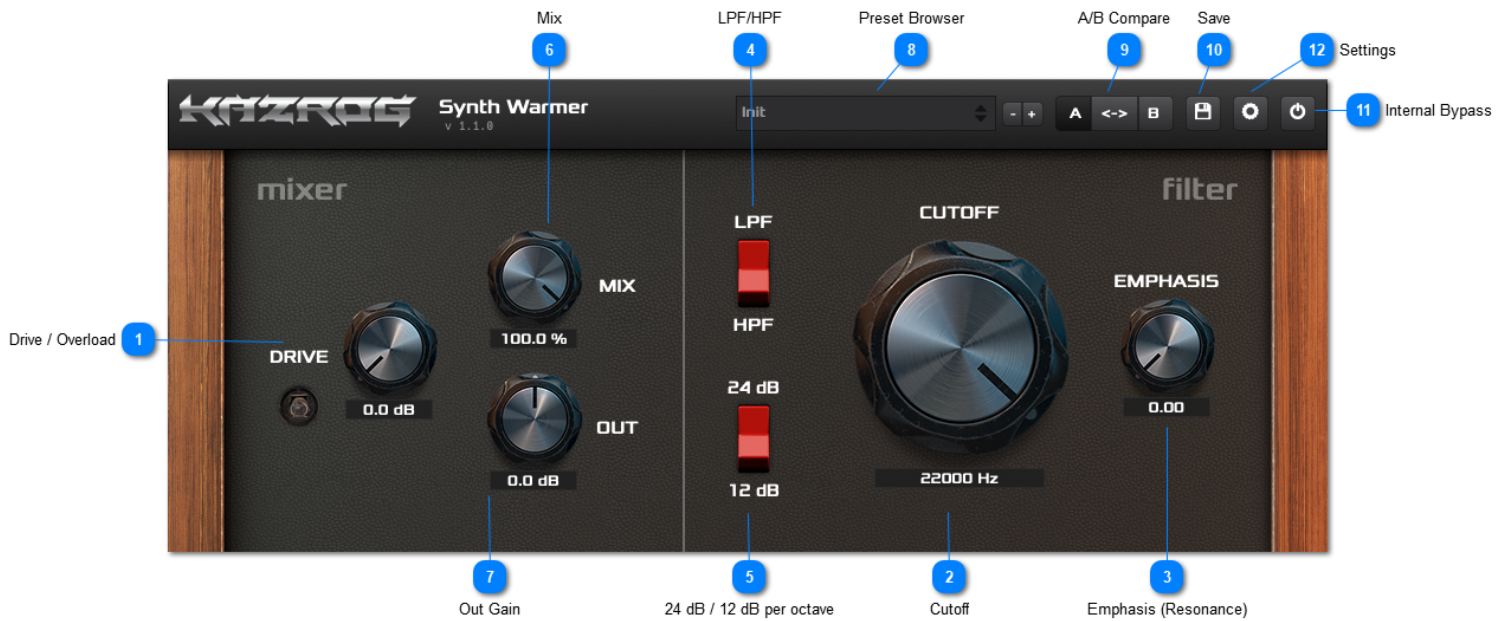 Mix
LPF/HPF
Preset Browser
A/B Compare
Save
6
4
8
9
10
12 Settings
KAZROG
Synth Warmer
v 1.1.0
Init
- +
A <-> B
11 Internal Bypass
mixer
filter
LPF
CUTOFF
MIX
EMPHASIS
HPF
100.0 %
Drive / Overload 1
DRIVE
24 dB
0.0 dB
0.00
OUT
0.0 dB
22000 Hz
12 dB
7
5
2
3
Out Gain
24 dB / 12 dB per octave
Cutoff
Emphasis (Resonance)